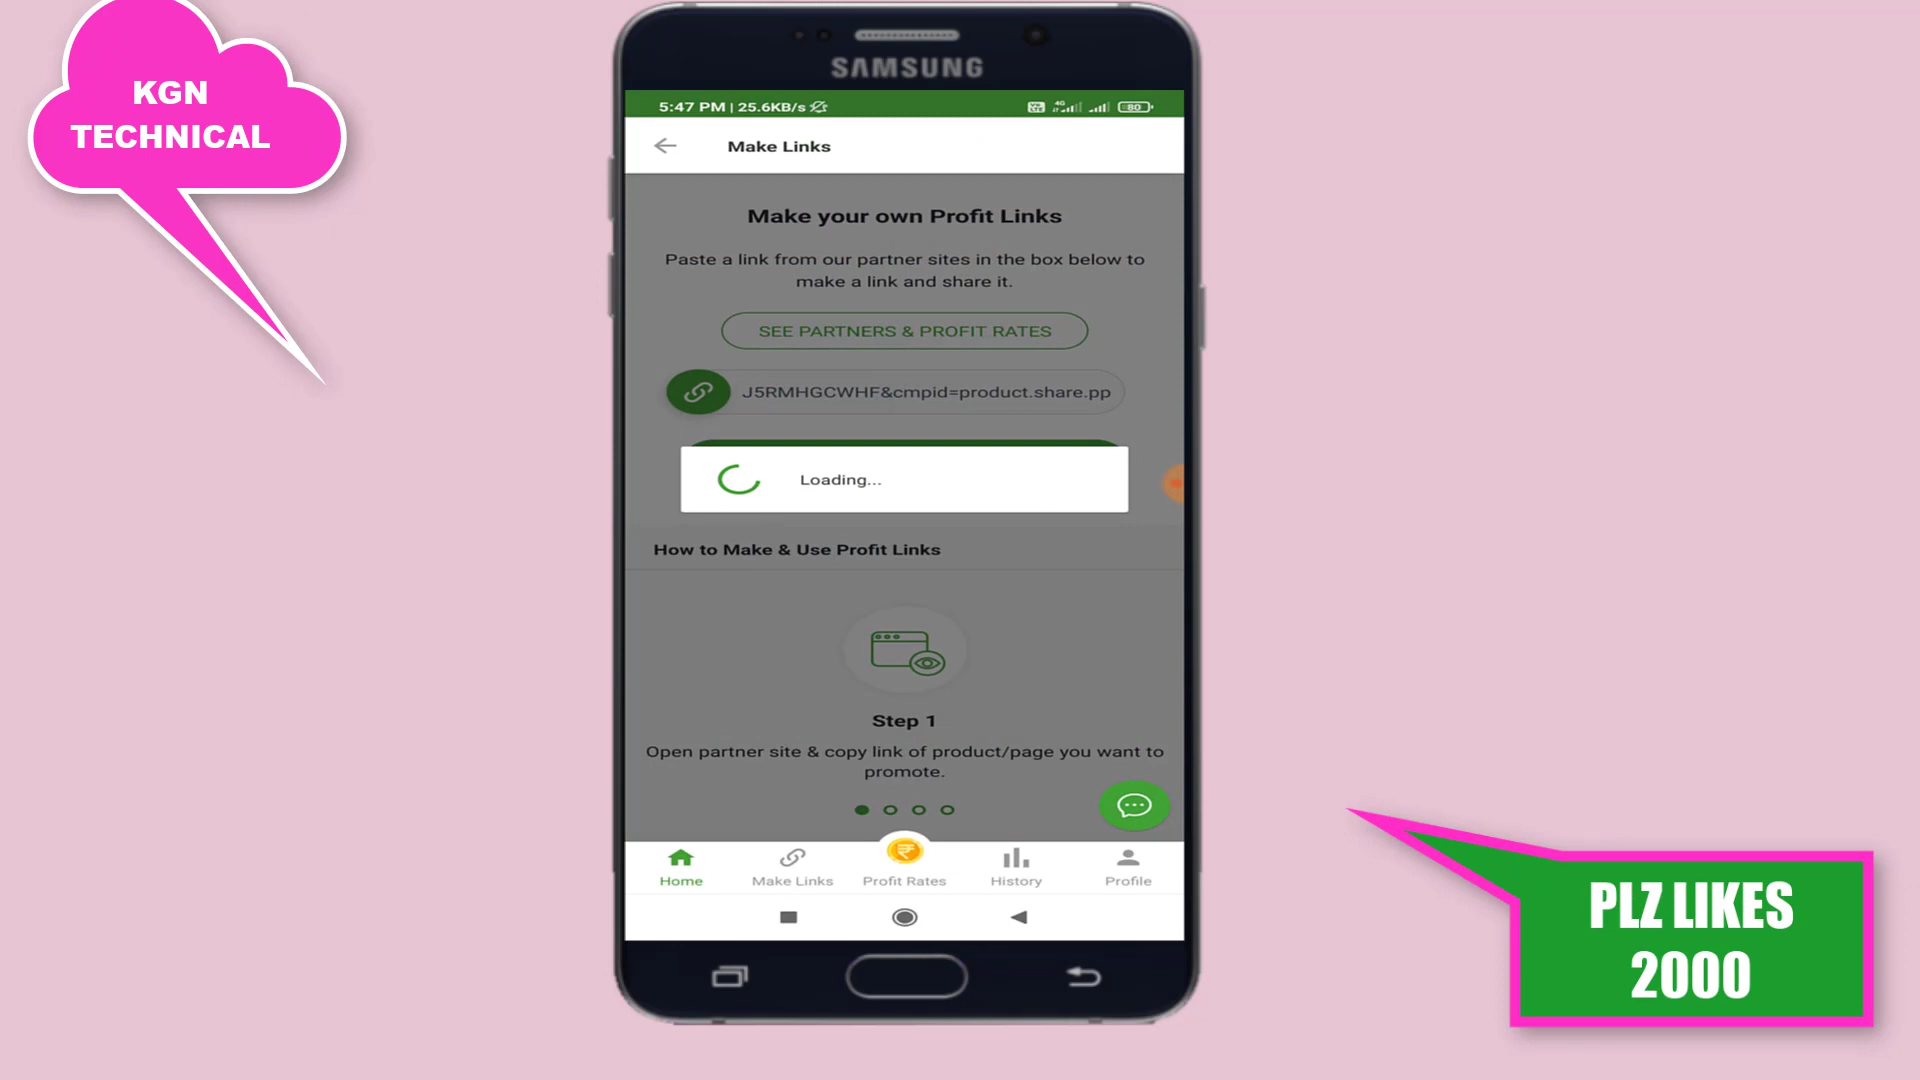 KGN
TECHNICAL
SAMSUNG
5:47 PM | 25.6KB/s
4G
80
Make Links
Make your own Profit Links
Paste a link from our partner sites in the box below to
make a link and share it.
SEE PARTNERS & PROFIT RATES
J5RMHGCWHF&cmpid=product.share.pp
Loading...
How to Make & Use Profit Links
Step 1
Open partner site & copy link of product/page you want to
promote.
Home
Make Links
Profit Rates
History
Profile
PLZ LIKES
2000